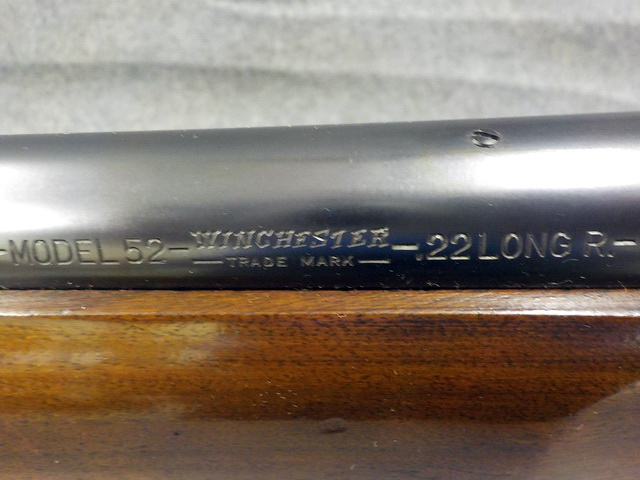 -MODEL 52-WINCHESTER-.22 LONG R.-
-TRADE MARK-